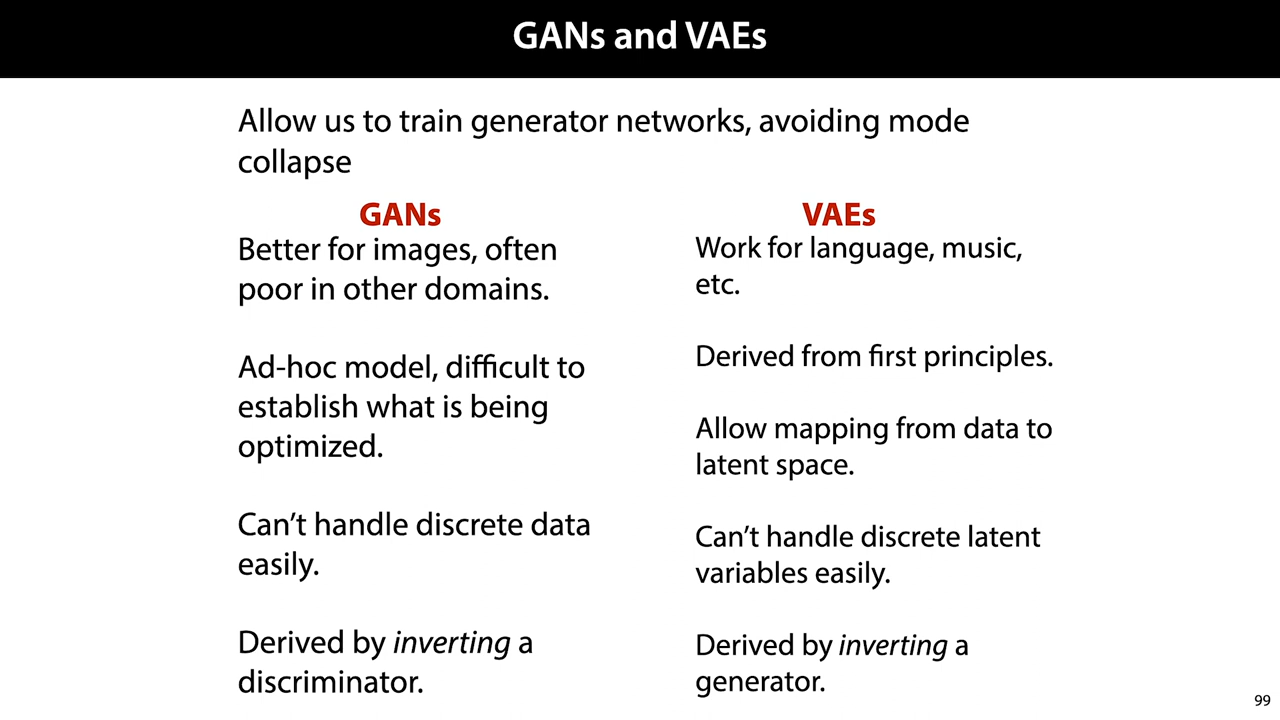 GANs and VAEs
Allow us to train generator networks, avoiding mode
collapse
GANs
Better for images, often
poor in other domains.
Ad-hoc model, difficult to
establish what is being
optimized.
Can’t handle discrete data
easily.
Derived by inverting a
discriminator.
VAEs
Work for language, music,
etc.
Derived from first principles.
Allow mapping from data to
latent space.
Can’t handle discrete latent
variables easily.
Derived by inverting a
generator.
99